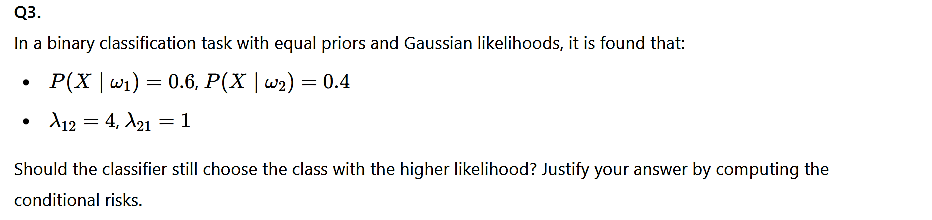 Q3.
In a binary classification task with equal priors and Gaussian likelihoods, it is found that:
• P(X | ω₁) = 0.6, P(X | ω₂) = 0.4
• λ₁₂ = 4, λ₂₁ = 1
Should the classifier still choose the class with the higher likelihood? Justify your answer by computing the
conditional risks.